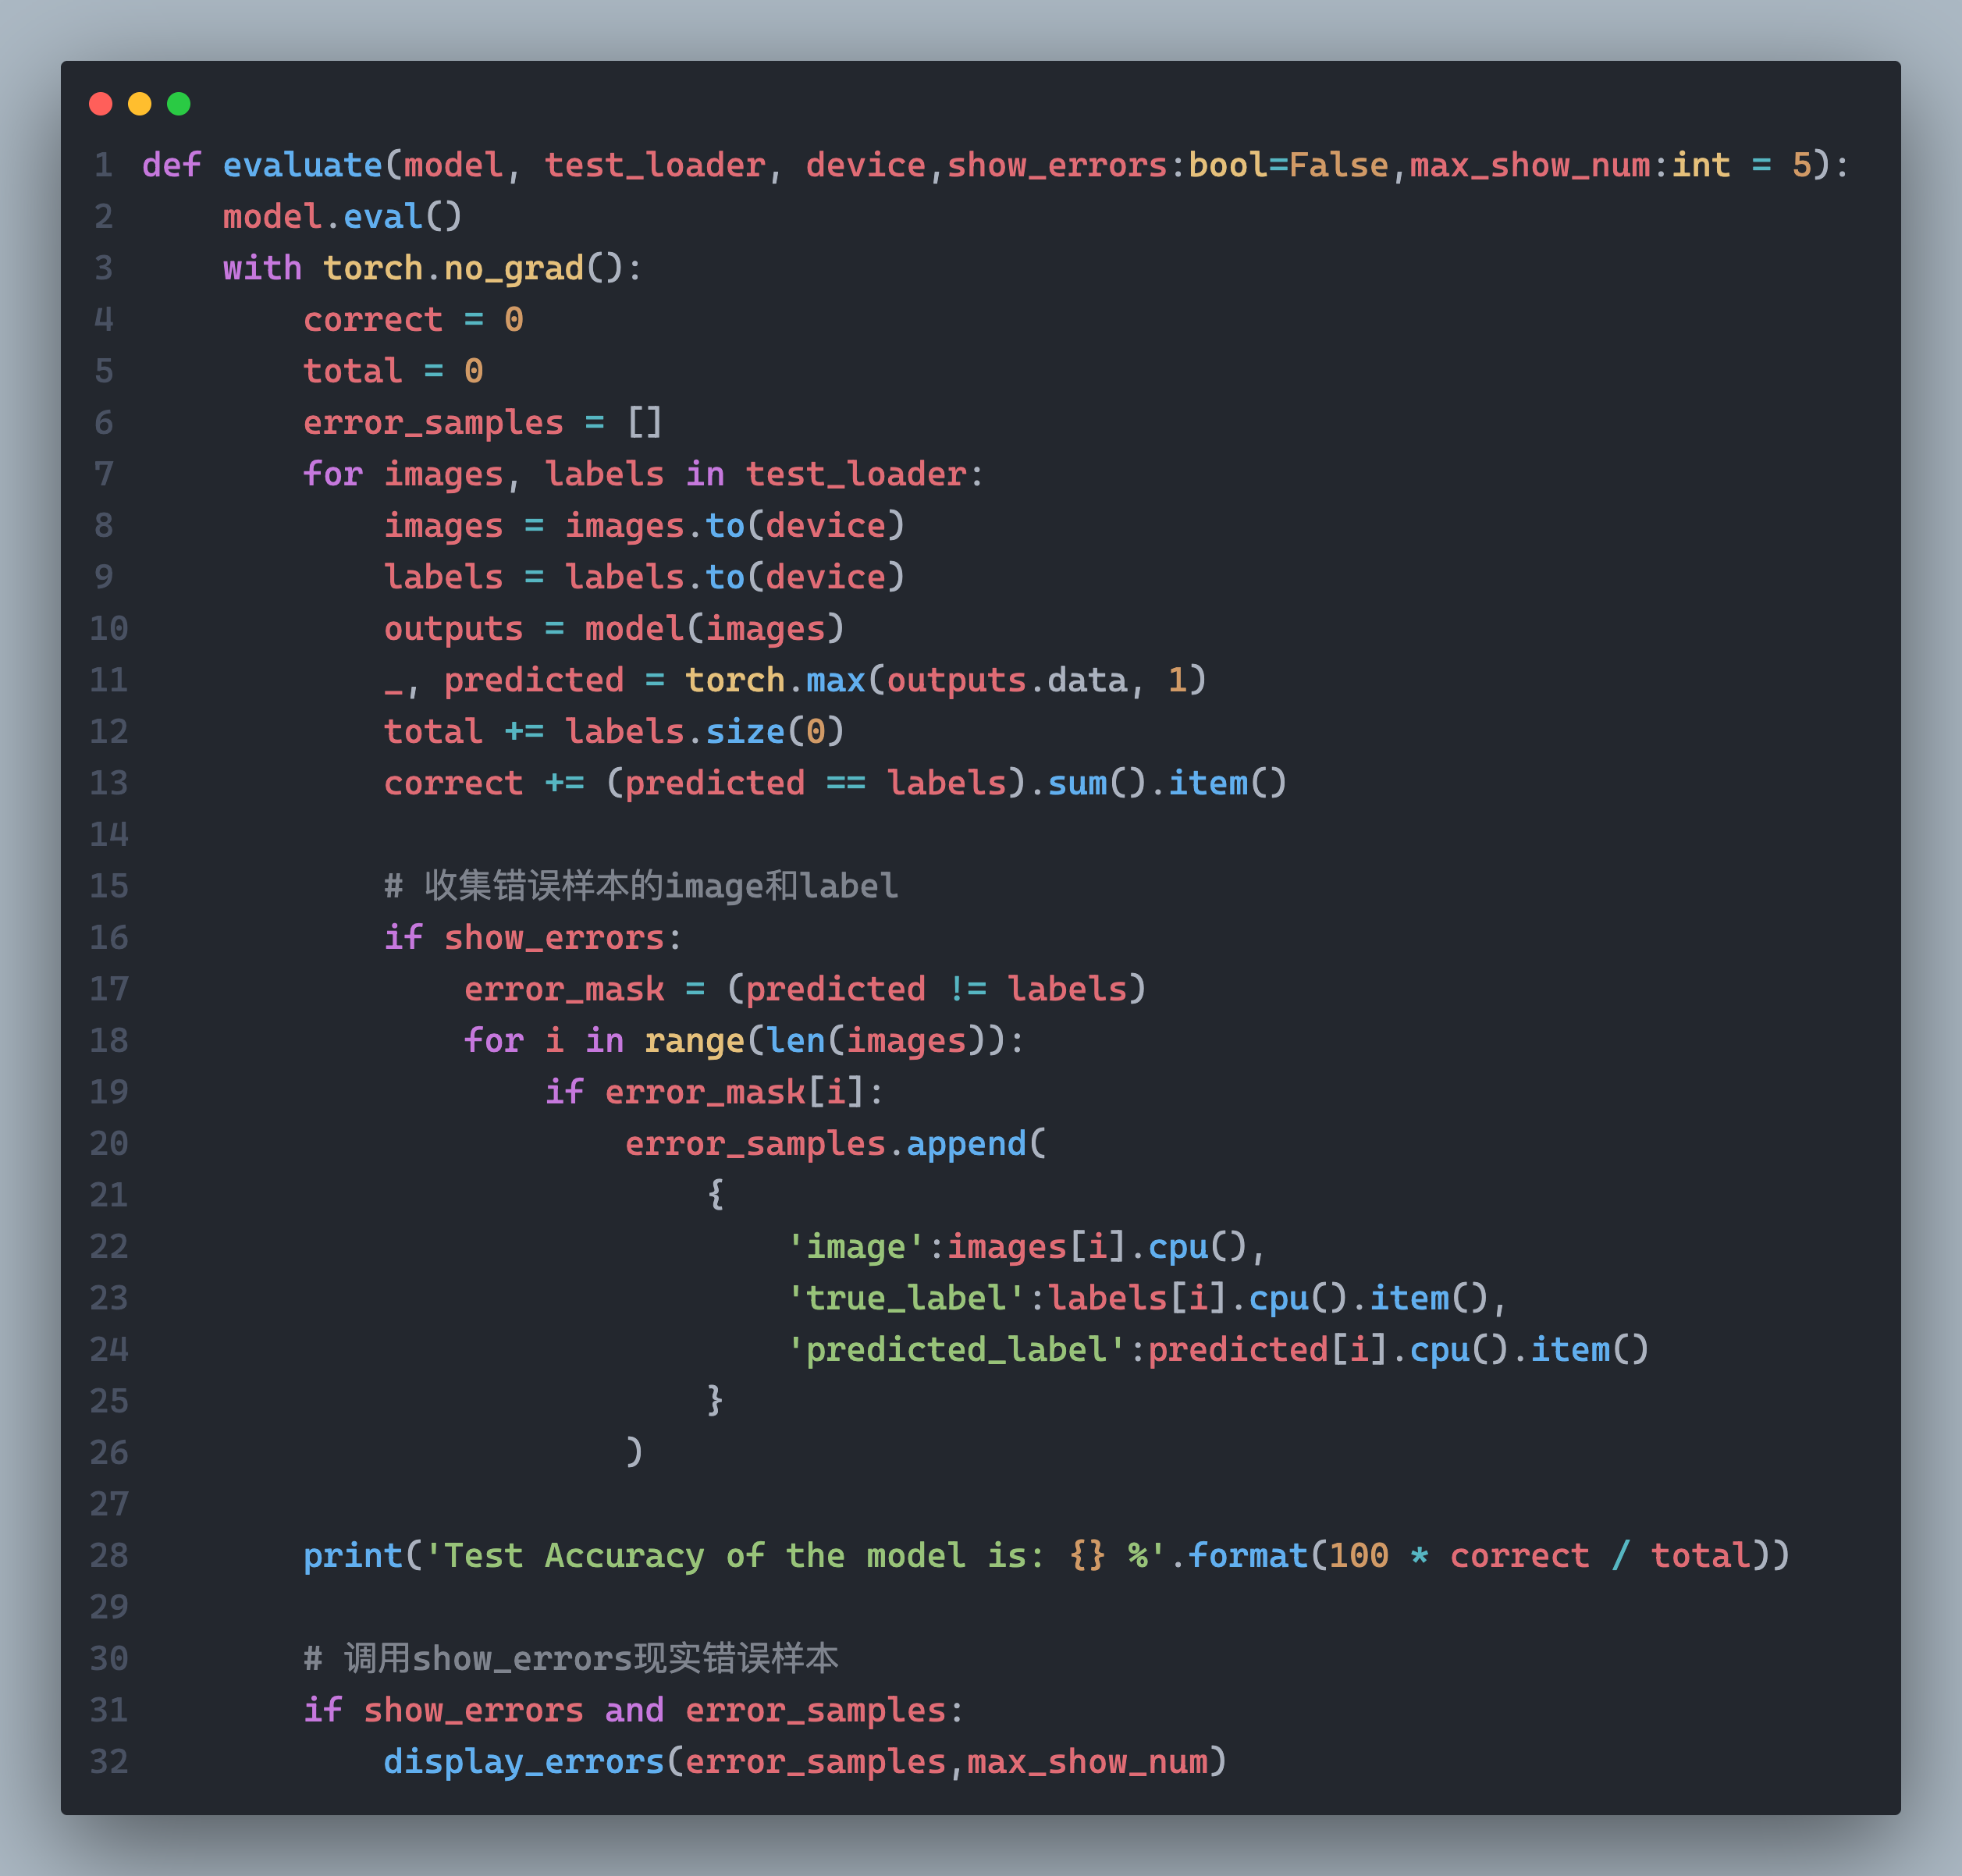 1 def evaluate(model, test_loader, device,show_errors:bool=False,max_show_num:int = 5):
2     model.eval()
3     with torch.no_grad():
4         correct = 0
5         total = 0
6         error_samples = []
7         for images, labels in test_loader:
8             images = images.to(device)
9             labels = labels.to(device)
10             outputs = model(images)
11             _, predicted = torch.max(outputs.data, 1)
12             total += labels.size(0)
13             correct += (predicted == labels).sum().item()
14
15             # 收集错误样本的image和label
16             if show_errors:
17                 error_mask = (predicted != labels)
18                 for i in range(len(images)):
19                     if error_mask[i]:
20                         error_samples.append(
21                             {
22                                 'image':images[i].cpu(),
23                                 'true_label':labels[i].cpu().item(),
24                                 'predicted_label':predicted[i].cpu().item()
25                             }
26                         )
27
28         print('Test Accuracy of the model is: {} %'.format(100 * correct / total))
29
30         # 调用show_errors现实错误样本
31         if show_errors and error_samples:
32             display_errors(error_samples,max_show_num)